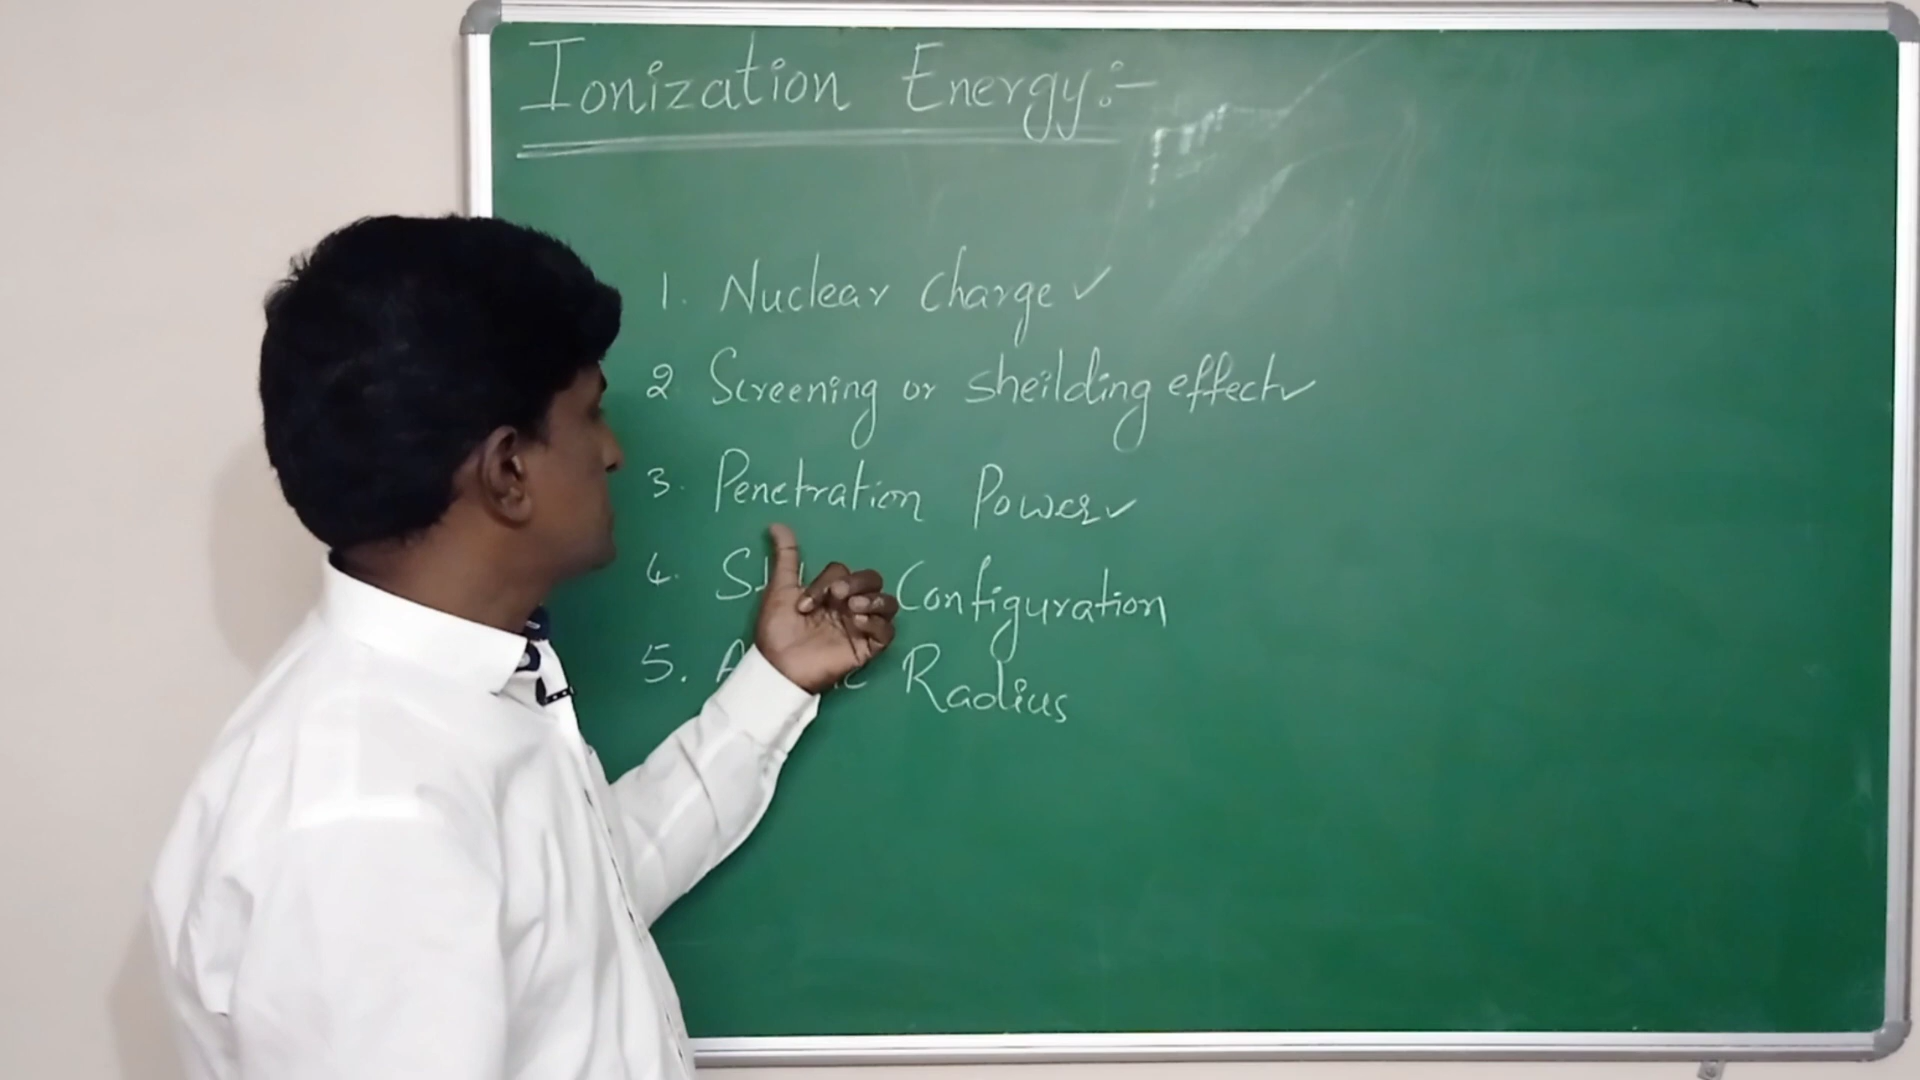 Ionization Energy:-
1. Nuclear charge ✓
2 Screening or sheilding effect ✓
3. Penetration Power ✓
4. Configuration
5. Radius